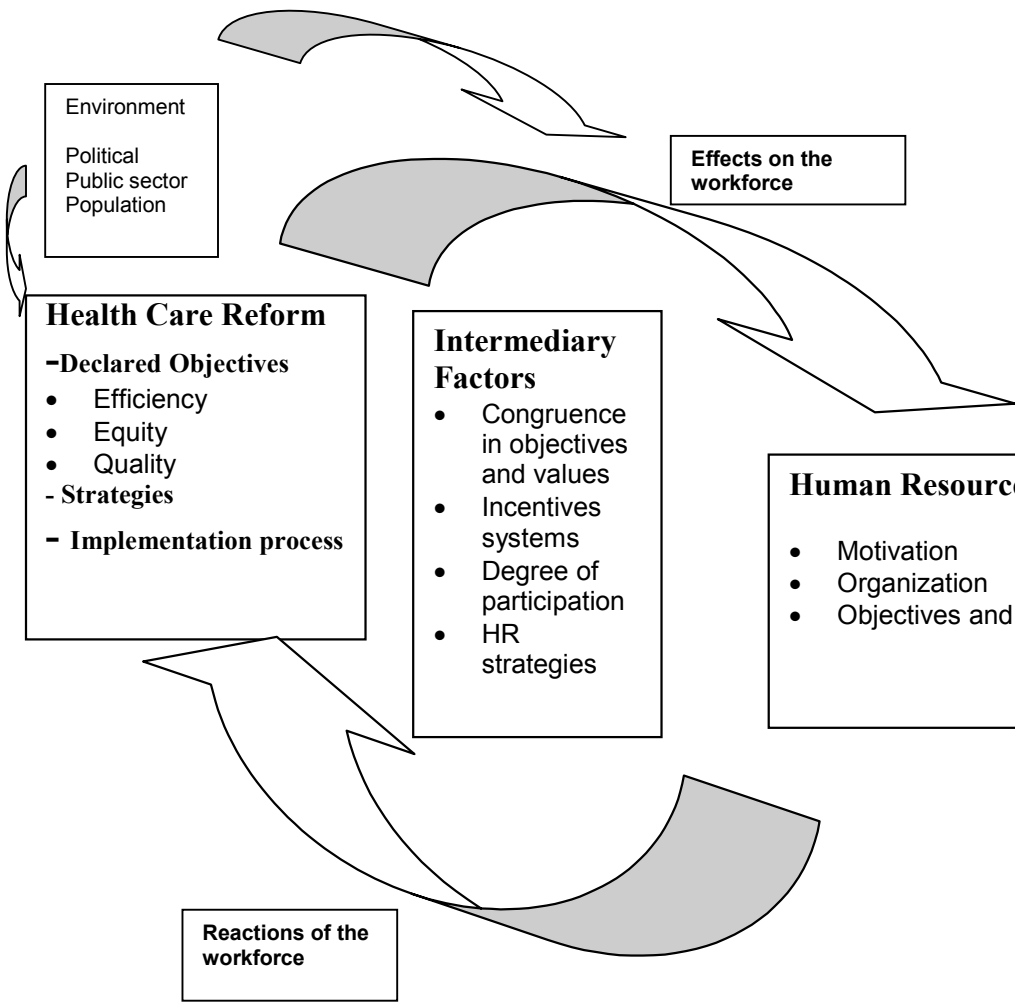 Environment
Political
Public sector
Population
Effects on the
workforce
Health Care Reform
-Declared Objectives
• Efficiency
• Equity
• Quality
- Strategies
- Implementation process
Intermediary
Factors
• Congruence
in objectives
and values
• Incentives
systems
• Degree of
participation
• HR
strategies
Human Resource
• Motivation
• Organization
• Objectives and
Reactions of the
workforce